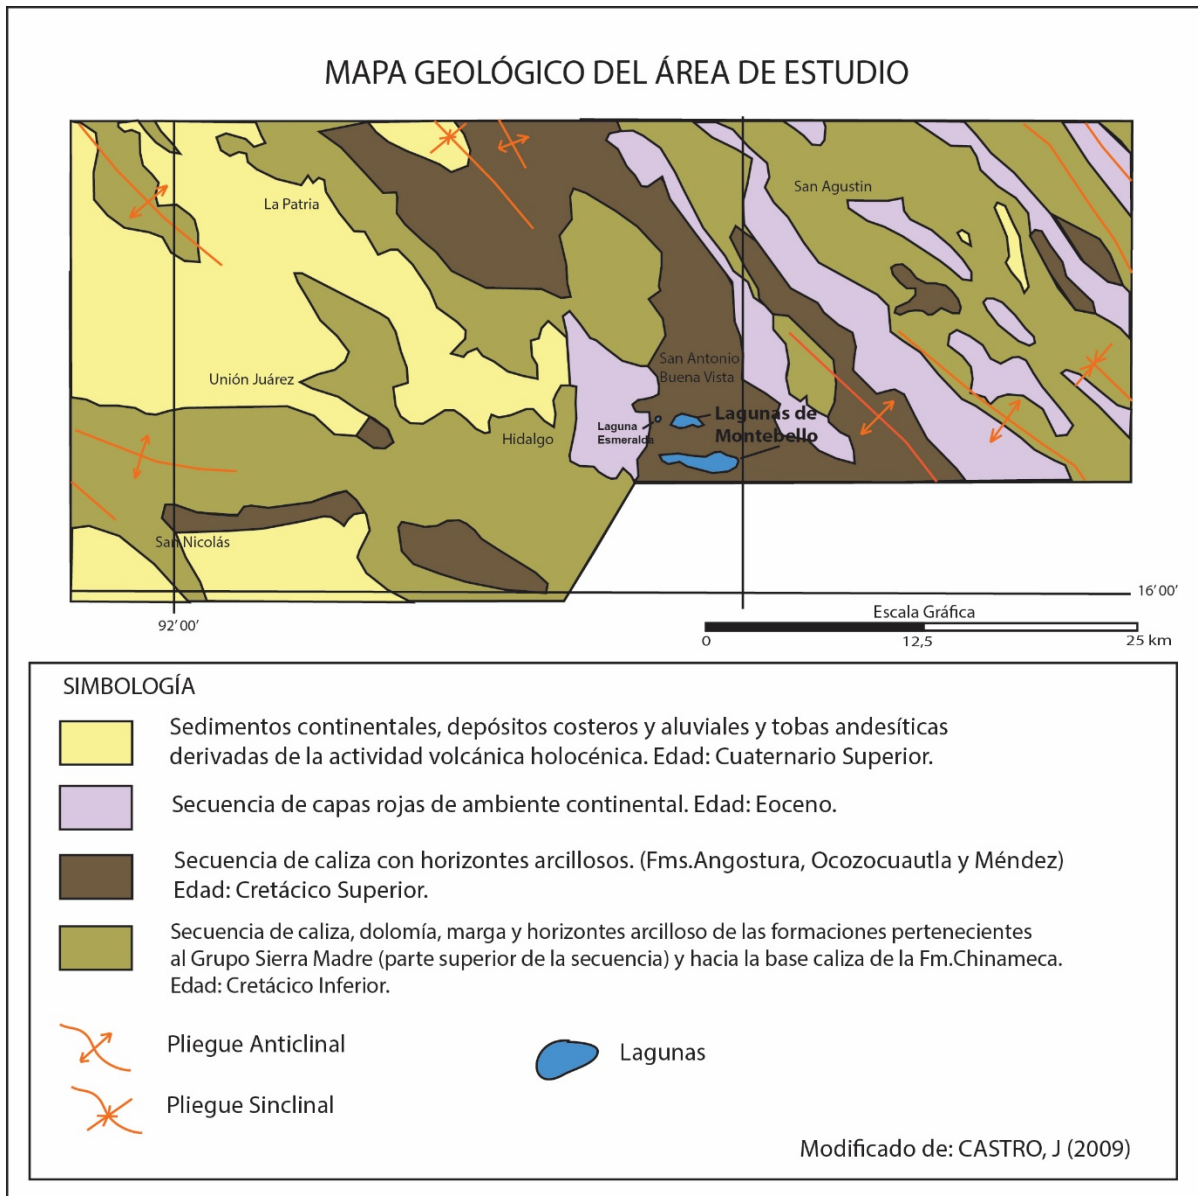 MAPA GEOLÓGICO DEL ÁREA DE ESTUDIO
San Agustin
La Patria
San Antonio
Buena Vista
Unión Juárez
Lagunas de
Montebello
Laguna
Esmeralda
Hidalgo
San Nicolás
16'00'
92'00'
Escala Gráfica
0
12,5
25 km
SIMBOLOGÍA
Sedimentos continentales, depósitos costeros y aluviales y tobas andesíticas
derivadas de la actividad volcánica holocénica. Edad: Cuaternario Superior.
Secuencia de capas rojas de ambiente continental. Edad: Eoceno.
Secuencia de caliza con horizontes arcillosos. (Fms.Angostura, Ocozocuautla y Méndez)
Edad: Cretácico Superior.
Secuencia de caliza, dolomía, marga y horizontes arcilloso de las formaciones pertenecientes
al Grupo Sierra Madre (parte superior de la secuencia) y hacia la base caliza de la Fm.Chinameca.
Edad: Cretácico Inferior.
Pliegue Anticlinal
Lagunas
Pliegue Sinclinal
Modificado de: CASTRO, J (2009)